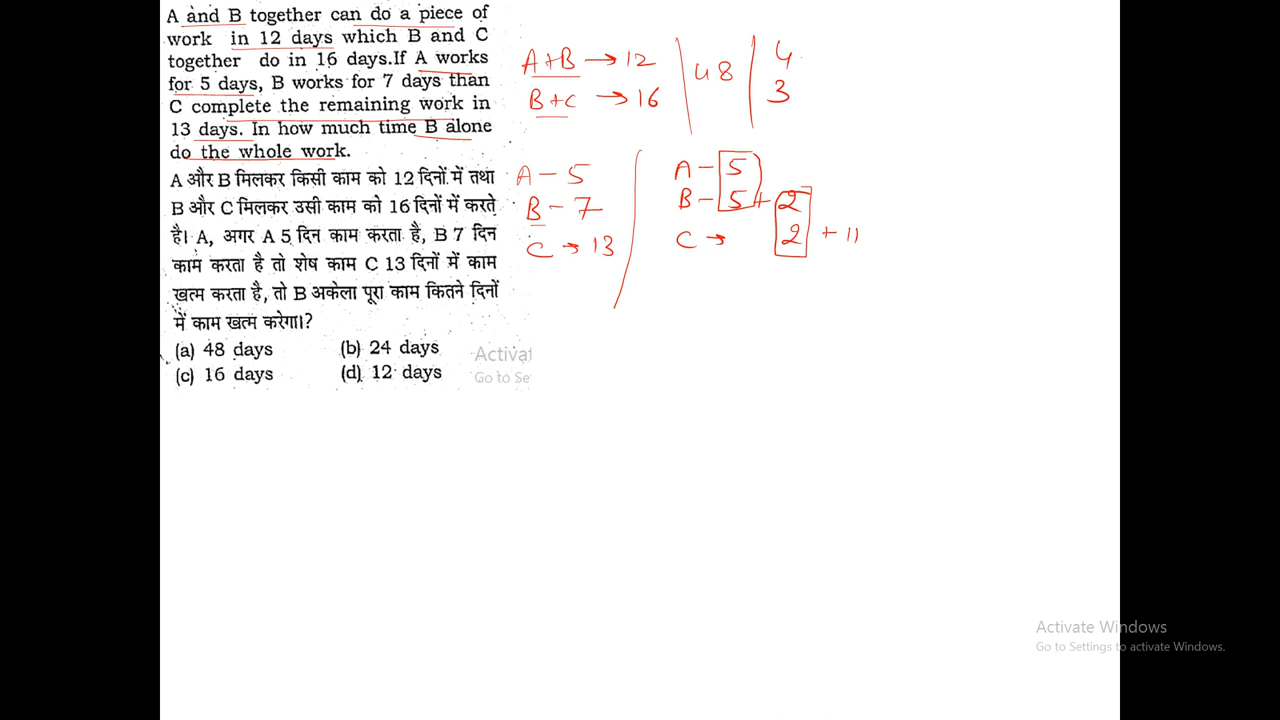 A and B together can do a piece of
work in 12 days which B and C
together do in 16 days.If A works
for 5 days, B works for 7 days than
C complete the remaining work in
13 days. In how much time B alone
do the whole work.
A और B मिलकर किसी काम को 12 दिनों में तथा
B और C मिलकर उसी काम को 16 दिनों में करते
है। A, अगर A 5 दिन काम करता है, B 7 दिन
काम करता है तो शेष काम C 13 दिनों में काम
खत्म करता है, तो B अकेला पूरा काम कितने दिनों
में काम खत्म करेगा।?
(a) 48 days (b) 24 days
(c) 16 days (d) 12 days
A+B → 12 | 48 | 4
B+C → 16 3
A - 5
B - 7
C → 13
A - 5
B - 5 + 2
C → 2 + 11
Activat
Go to Se
Activate Windows
Go to Settings to activate Windows.